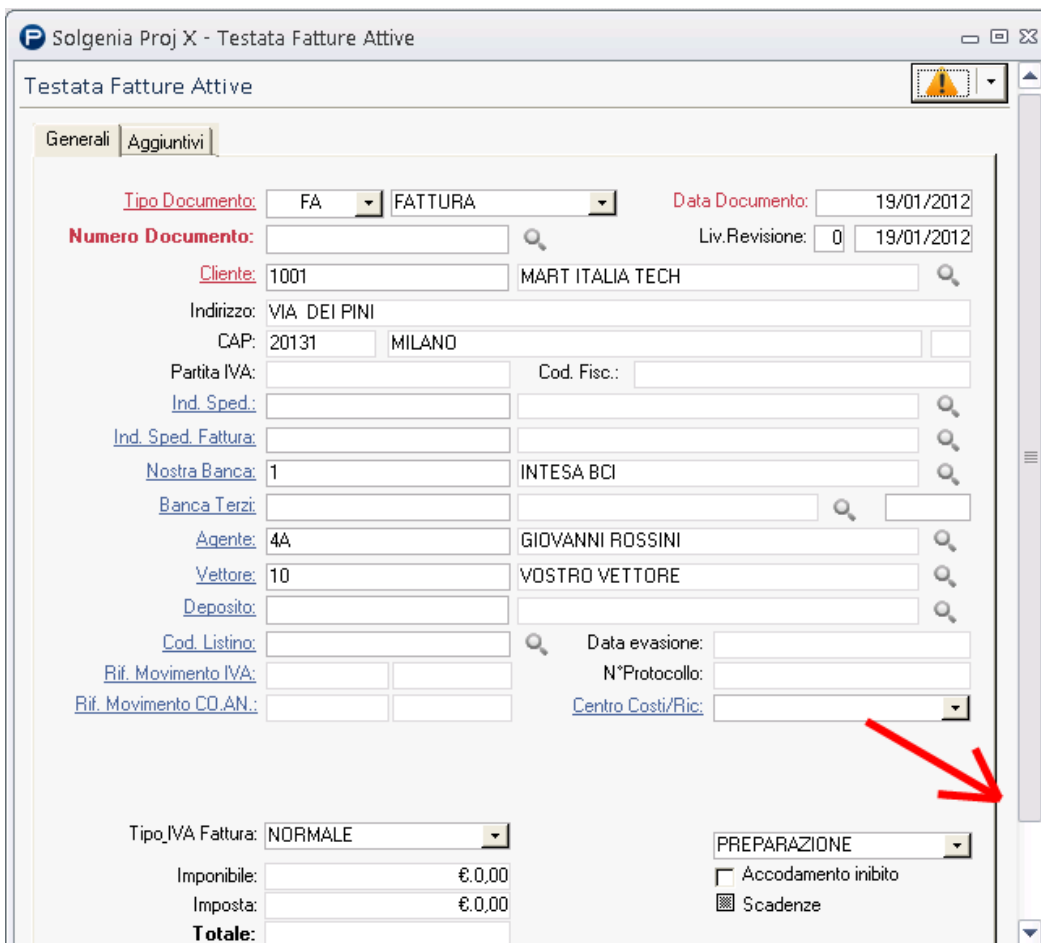 Solgenia Proj X - Testata Fatture Attive
Testata Fatture Attive
Generali Aggiuntivi
Tipo Documento: FA FATTURA Data Documento: 19/01/2012
Numero Documento: Liv.Revisione: 0 19/01/2012
Cliente: 1001 MART ITALIA TECH
Indirizzo: VIA DEI PINI
CAP: 20131 MILANO
Partita IVA: Cod. Fisc.:
Ind. Sped.:
Ind. Sped. Fattura:
Nostra Banca: 1 INTESA BCI
Banca Terzi:
Agente: 4A GIOVANNI ROSSINI
Vettore: 10 VOSTRO VETTORE
Deposito:
Cod. Listino: Data evasione:
Rif. Movimento IVA: N°Protocollo:
Rif. Movimento CO.AN.: Centro Costi/Ric:
Tipo_IVA Fattura: NORMALE PREPARAZIONE
Imponibile: €.0,00 Accodamento inibito
Imposta: €.0,00 Scadenze
Totale: